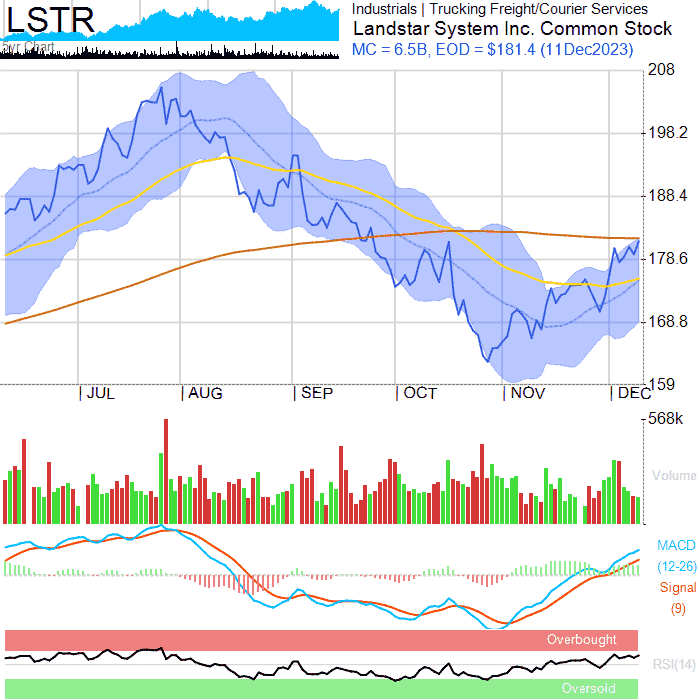 LSTR
5yr Chart
Industrials | Trucking Freight/Courier Services
Landstar System Inc. Common Stock
MC = 6.5B, EOD = $181.4 (11Dec2023)
208
198.2
188.4
178.6
168.8
159
JUL
AUG
SEP
OCT
NOV
DEC
568k
Volume
MACD
(12-26)
Signal
(9)
Overbought
RSI(14)
Oversold